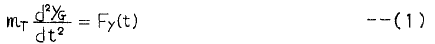 m_T d²Y_G/dt² = F_Y(t) --(1)